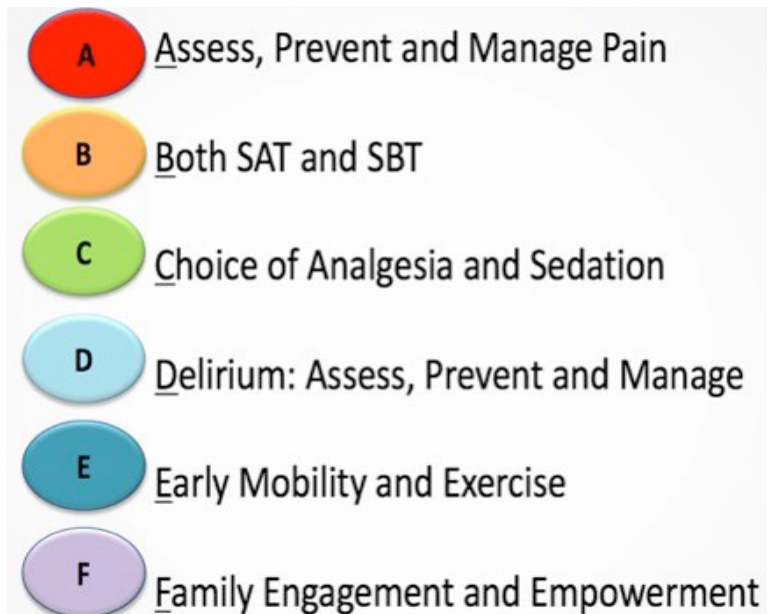 A Assess, Prevent and Manage Pain
B Both SAT and SBT
C Choice of Analgesia and Sedation
D Delirium: Assess, Prevent and Manage
E Early Mobility and Exercise
F Family Engagement and Empowerment